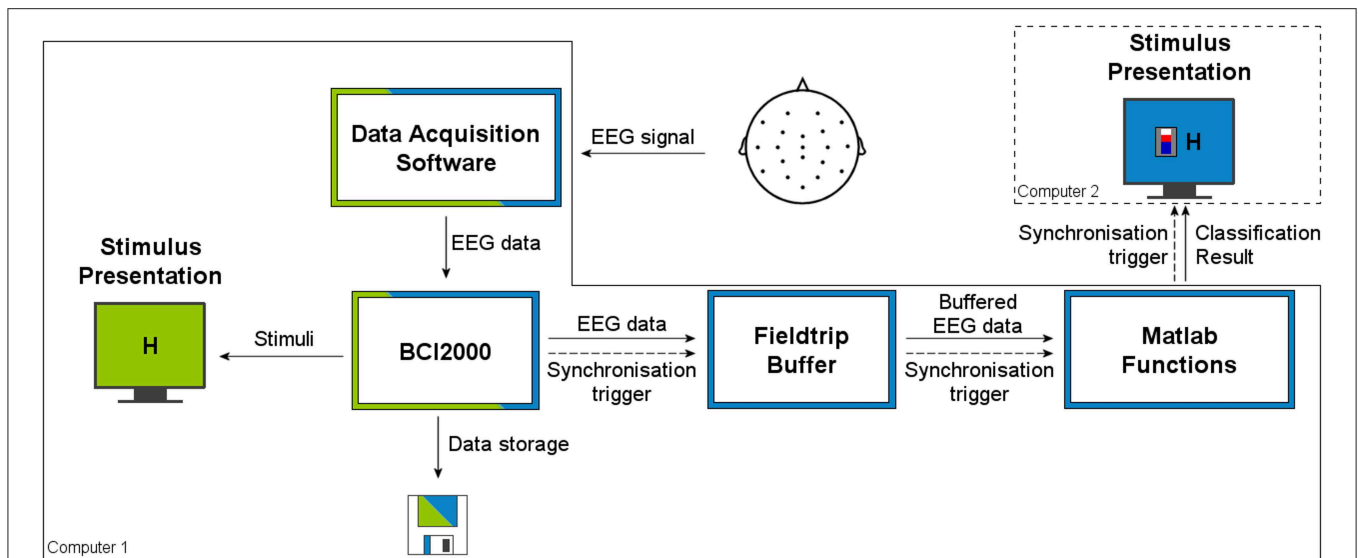 Stimulus
Presentation
H
Computer 2
Data Acquisition
Software
EEG signal
Synchronisation
trigger
Classification
Result
EEG data
Stimulus
Presentation
H
Stimuli
BCI2000
EEG data
Synchronisation
trigger
Fieldtrip
Buffer
Buffered
EEG data
Synchronisation
trigger
Matlab
Functions
Data storage
Computer 1